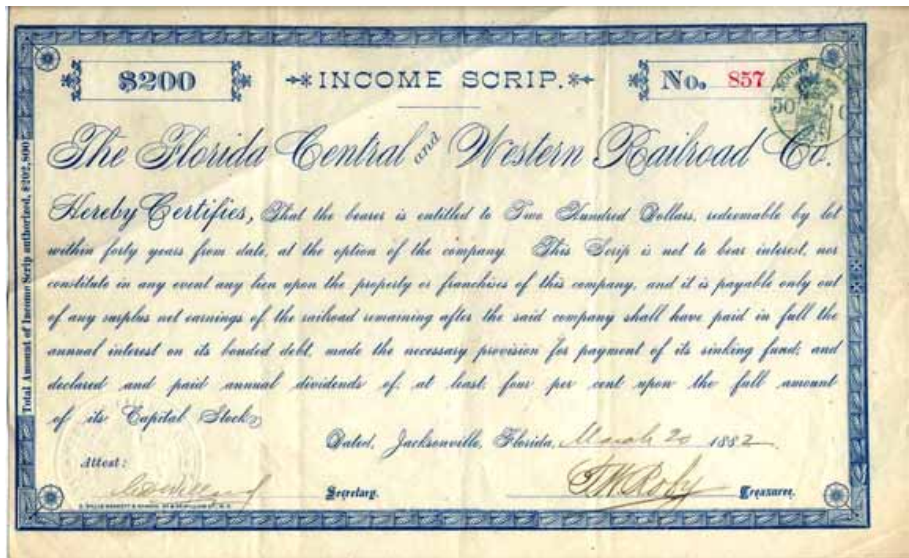 $200
INCOME SCRIP.
No. 857
50
The Florida Central and Western Railroad Co.
Hereby Certifies, That the bearer is entitled to Two Hundred Dollars, redeemable by lot
within forty years from date, at the option of the company. This Scrip is not to bear interest, nor
constitute in any event any lien upon the property or franchises of this company, and it is payable only out
of any surplus net earnings of the railroad remaining after the said company shall have paid in full the
annual interest on its bonded debt, made the necessary provision for payment of its sinking fund; and
declared and paid annual dividends of, at least, four per cent upon the full amount
of its Capital Stock
Dated, Jacksonville, Florida, March 20 1882
Attest:
Secretary.
Treasurer.
Total Amount of Income Scrip authorized,